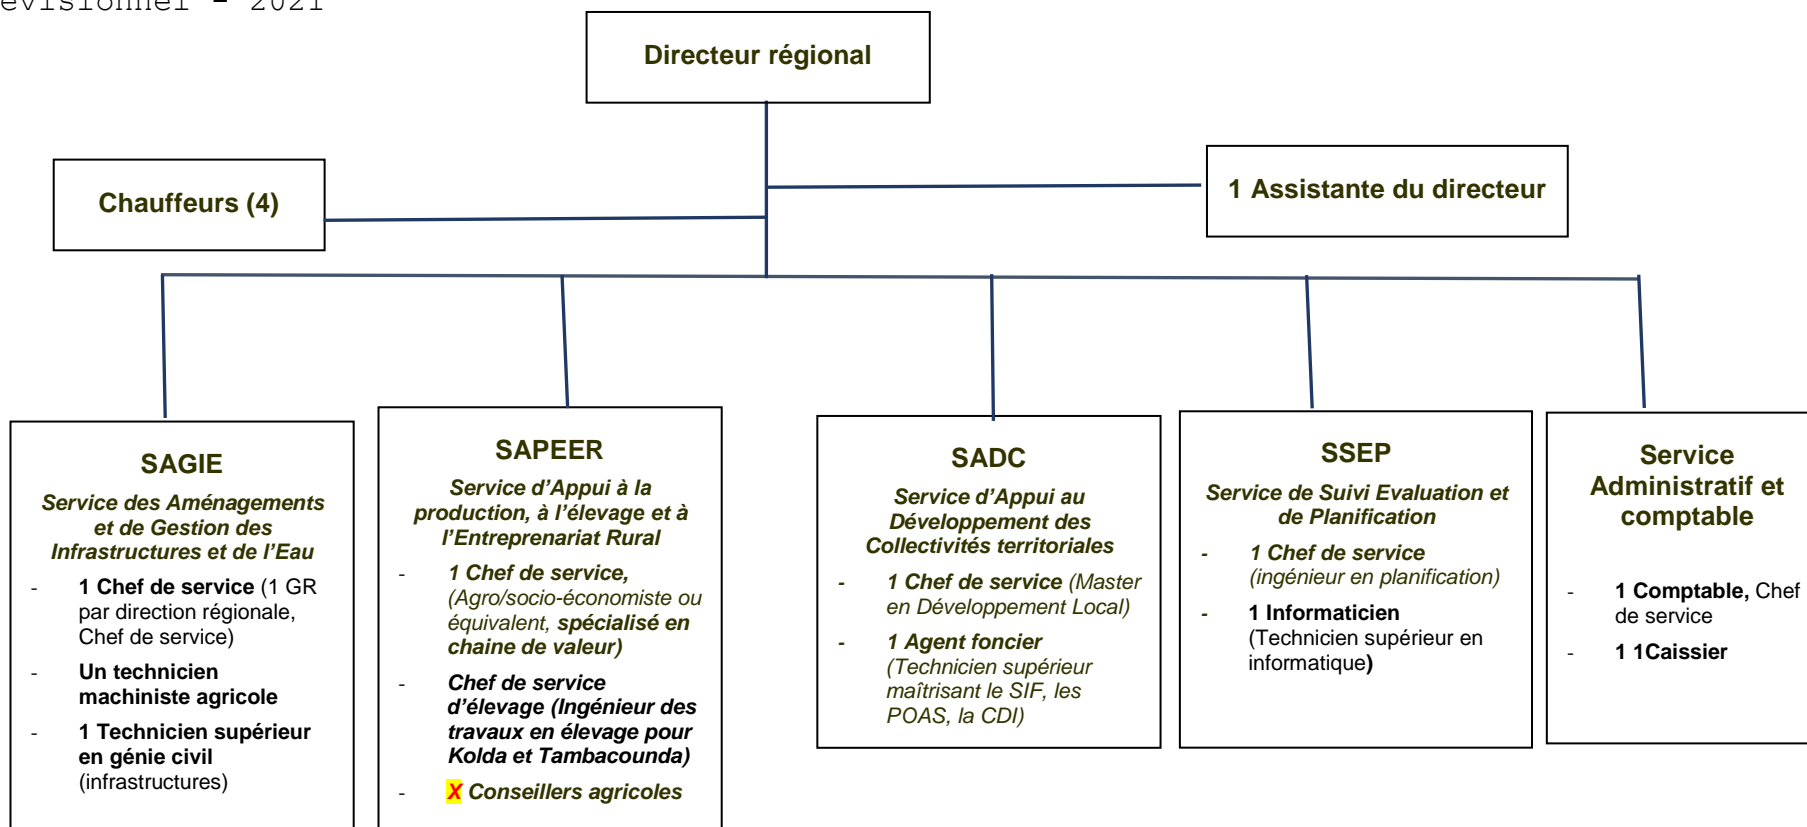 evisionnel - 2021
Directeur régional
Chauffeurs (4)
1 Assistante du directeur
SAGIE
Service des Aménagements
et de Gestion des
Infrastructures et de l'Eau
- 1 Chef de service (1 GR
par direction régionale,
Chef de service)
- Un technicien
machiniste agricole
- 1 Technicien supérieur
en génie civil
(infrastructures)
SAPEER
Service d'Appui à la
production, à l'élevage et à
l'Entreprenariat Rural
- 1 Chef de service,
(Agro/socio-économiste ou
équivalent, spécialisé en
chaine de valeur)
- Chef de service
d'élevage (Ingénieur des
travaux en élevage pour
Kolda et Tambacounda)
- X Conseillers agricoles
SADC
Service d'Appui au
Développement des
Collectivités territoriales
- 1 Chef de service (Master
en Développement Local)
- 1 Agent foncier
(Technicien supérieur
maîtrisant le SIF, les
POAS, la CDI)
SSEP
Service de Suivi Evaluation et
de Planification
- 1 Chef de service
(ingénieur en planification)
- 1 Informaticien
(Technicien supérieur en
informatique)
Service
Administratif et
comptable
- 1 Comptable, Chef
de service
- 1 1Caissier